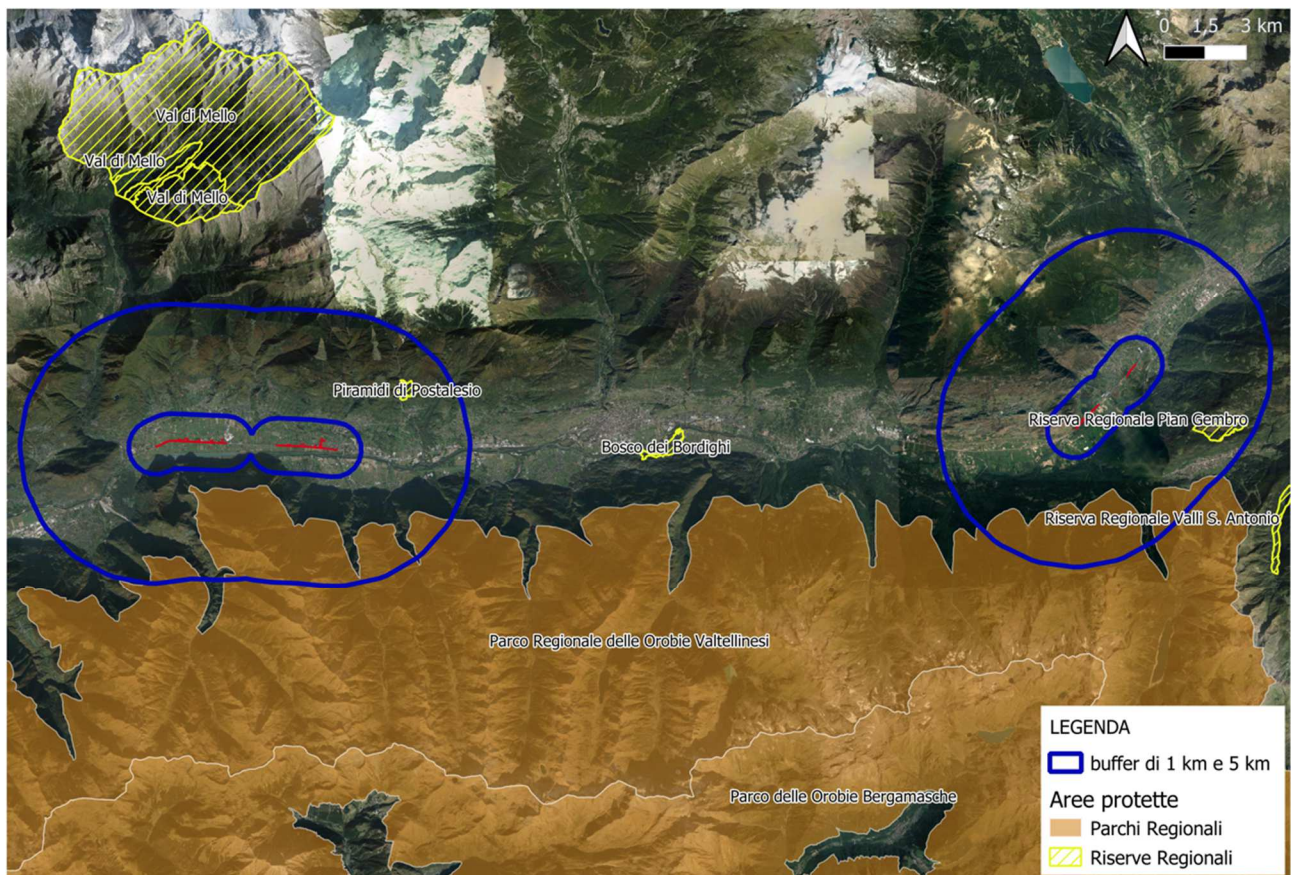 0 1,5 3 km
Val di Mello
Val di Mello
Val di Mello
Piramidi di Postalesio
Riserva Regionale Pian Gembro
Bosco dei Bordighi
Riserva Regionale Valli S. Antonio
Parco Regionale delle Orobie Valtellinesi
Parco delle Orobie Bergamasche
LEGENDA
buffer di 1 km e 5 km
Aree protette
Parchi Regionali
Riserve Regionali